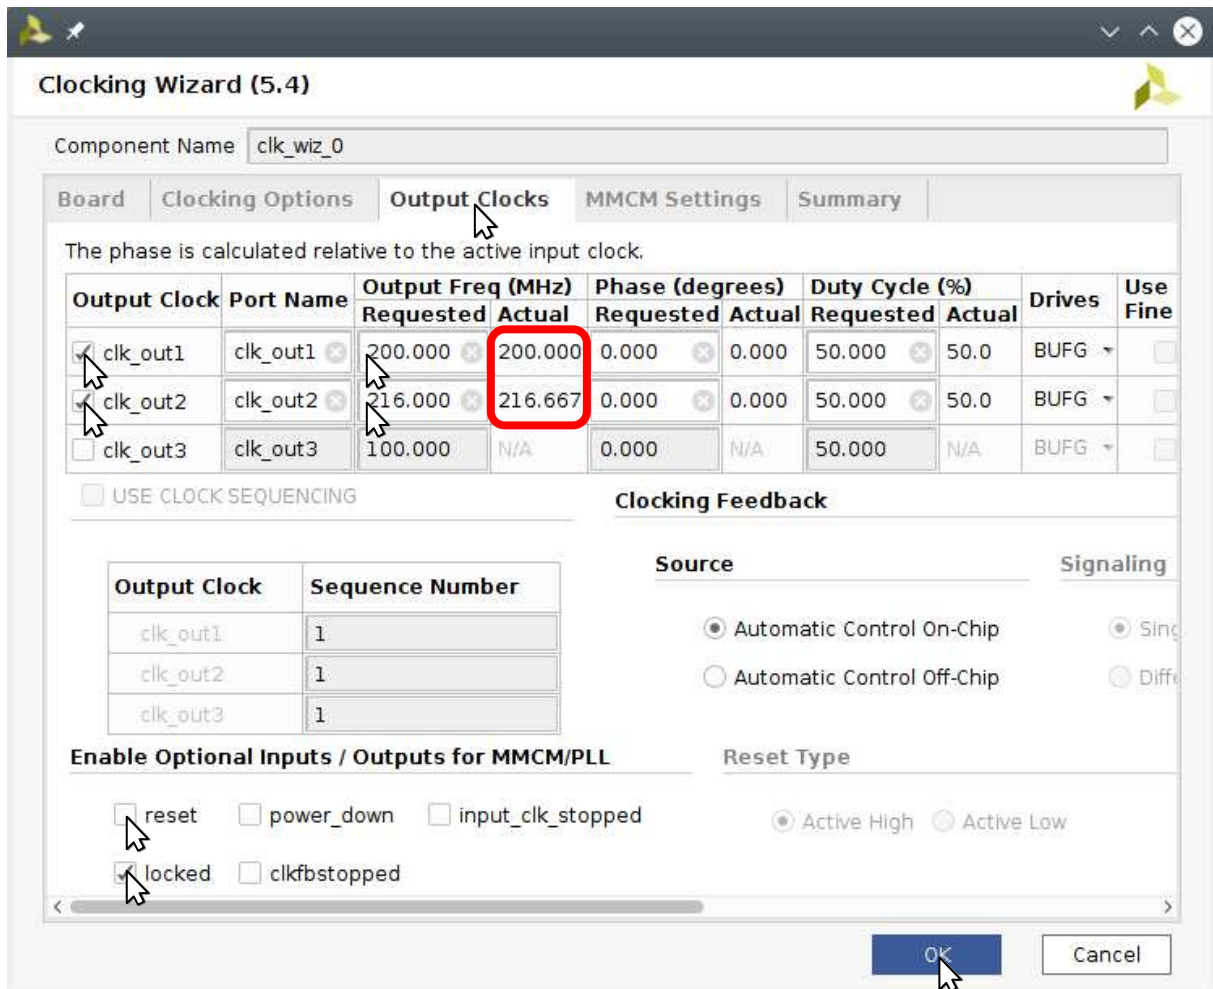 Clocking Wizard (5.4)
Component Name clk_wiz_0
Board Clocking Options Output Clocks MMCM Settings Summary
The phase is calculated relative to the active input clock.
Output Clock Port Name Output Freq (MHz) Phase (degrees) Duty Cycle (%) Drives Use Fine
Requested Actual Requested Actual Requested Actual
clk_out1 clk_out1 200.000 200.000 0.000 0.000 50.000 50.0 BUFG
clk_out2 clk_out2 216.000 216.667 0.000 0.000 50.000 50.0 BUFG
clk_out3 clk_out3 100.000 N/A 0.000 N/A 50.000 N/A BUFG
USE CLOCK SEQUENCING
Clocking Feedback
Output Clock Sequence Number
clk_out1 1
clk_out2 1
clk_out3 1
Source
Automatic Control On-Chip
Automatic Control Off-Chip
Signaling
Sing
Diffe
Enable Optional Inputs / Outputs for MMCM/PLL
reset power_down input_clk_stopped
locked clkfbstopped
Reset Type
Active High Active Low
OK Cancel